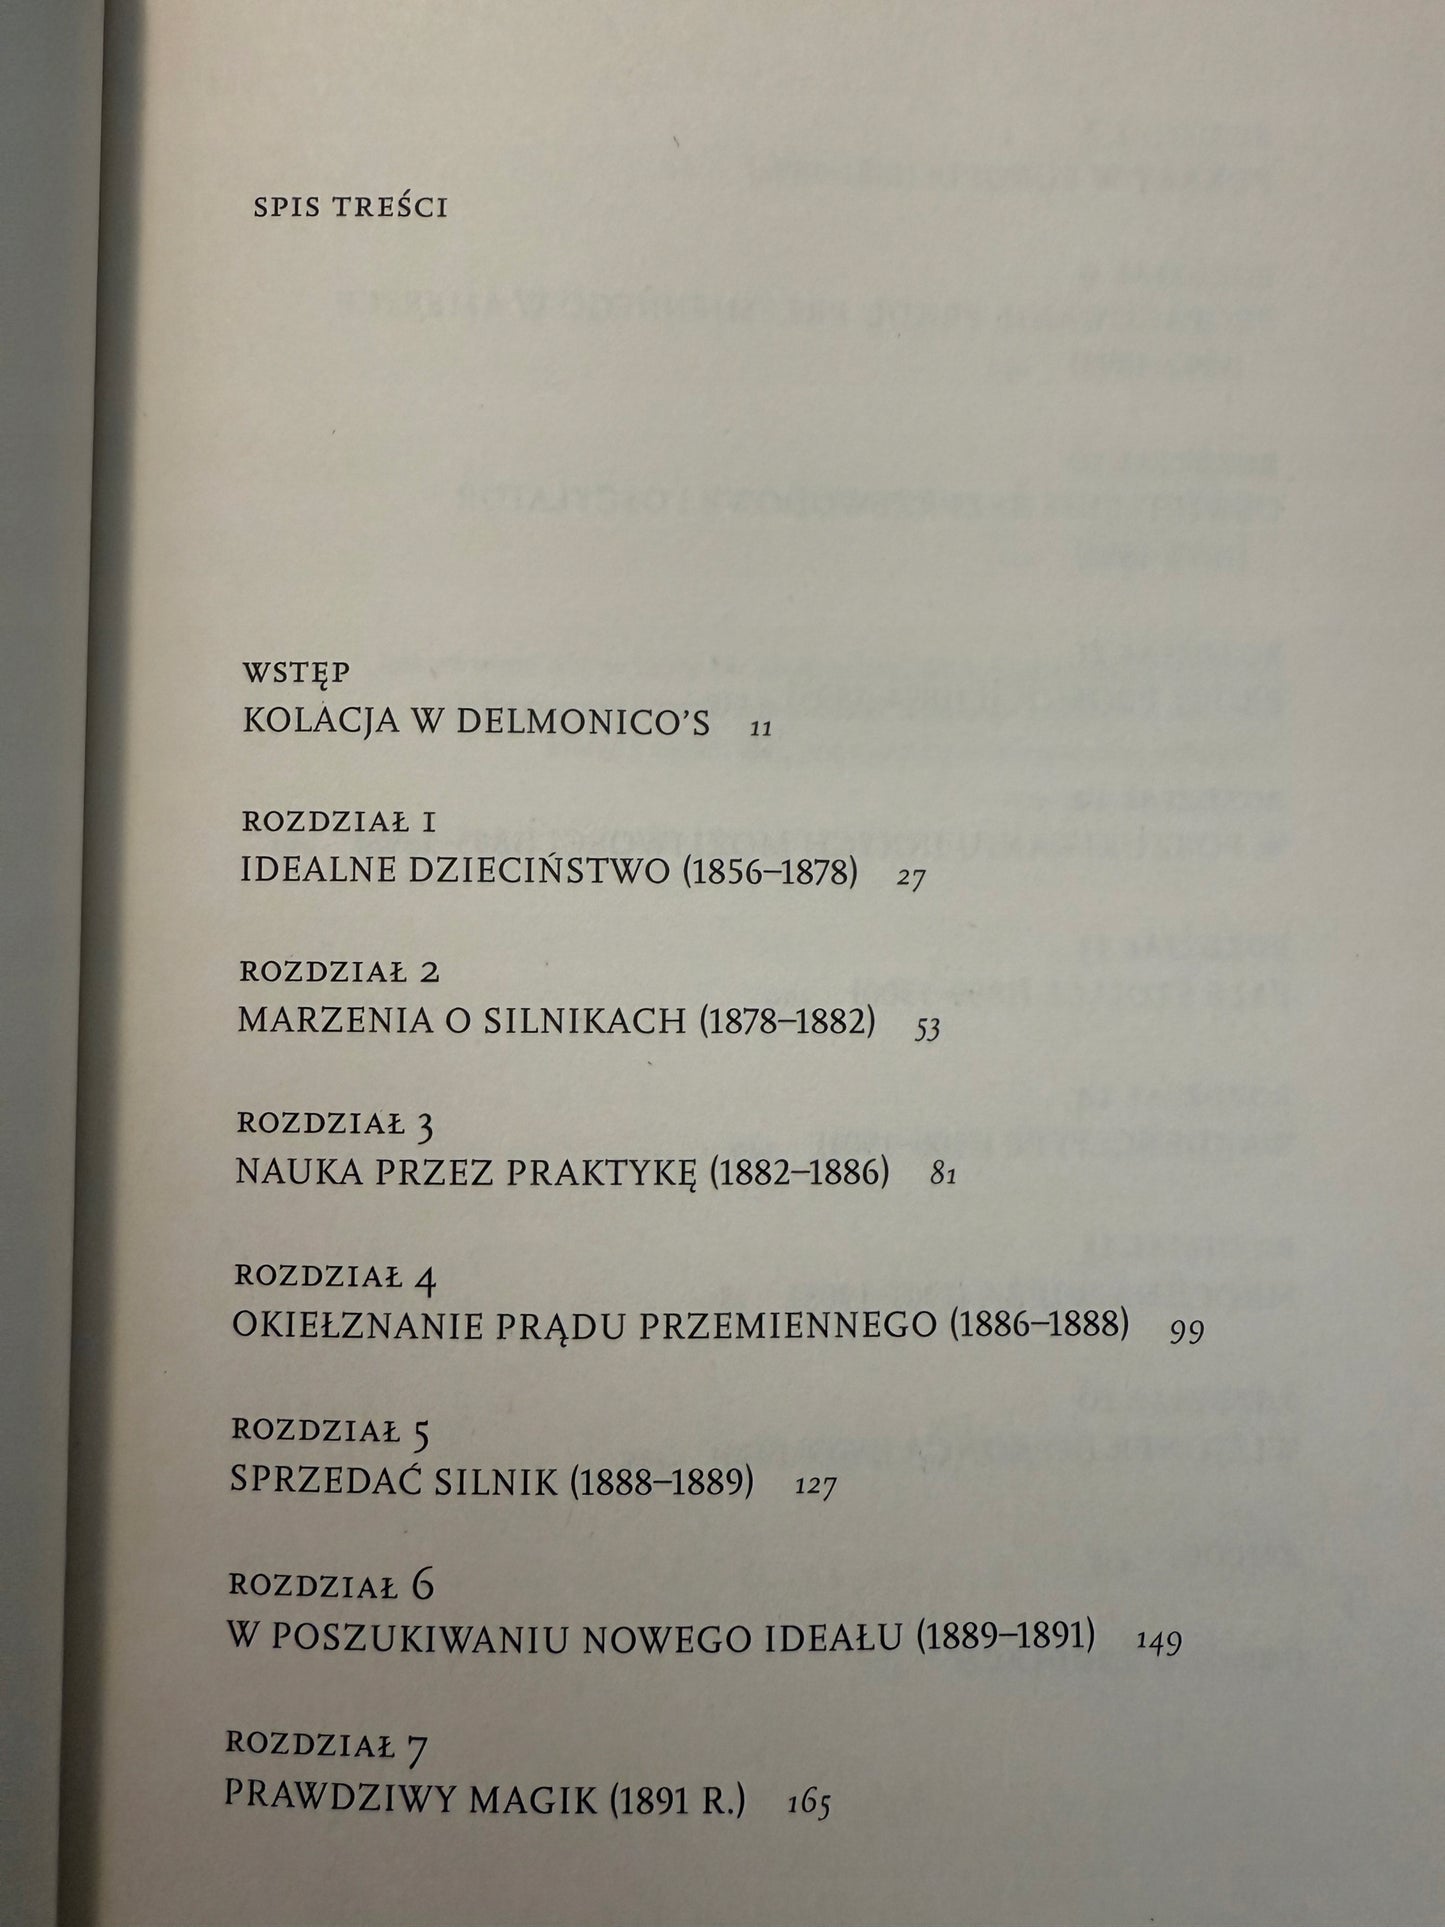 SPIS TREŚCI
WSTĘP
KOLACJA W DELMONICO’S 11
ROZDZIAŁ 1
IDEALNE DZIECIŃSTWO (1856–1878) 27
ROZDZIAŁ 2
MARZENIA O SILNIKACH (1878–1882) 53
ROZDZIAŁ 3
NAUKA PRZEZ PRAKTYKĘ (1882–1886) 81
ROZDZIAŁ 4
OKIEŁZNANIE PRĄDU PRZEMIENNEGO (1886–1888) 99
ROZDZIAŁ 5
SPRZEDAĆ SILNIK (1888–1889) 127
ROZDZIAŁ 6
W POSZUKIWANIU NOWEGO IDEAŁU (1889–1891) 149
ROZDZIAŁ 7
PRAWDZIWY MAGIK (1891 R.) 165